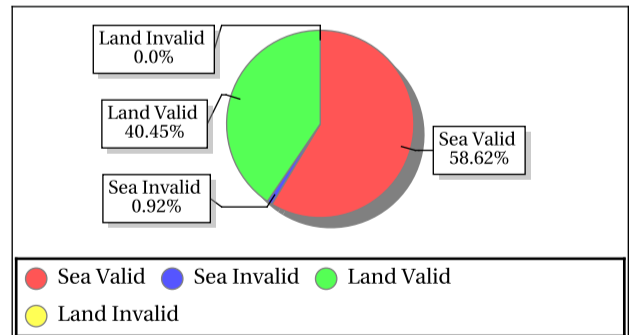 Land Invalid
0.0%
Land Valid
40.45%
Sea Valid
58.62%
Sea Invalid
0.92%
Sea Valid Sea Invalid Land Valid
Land Invalid